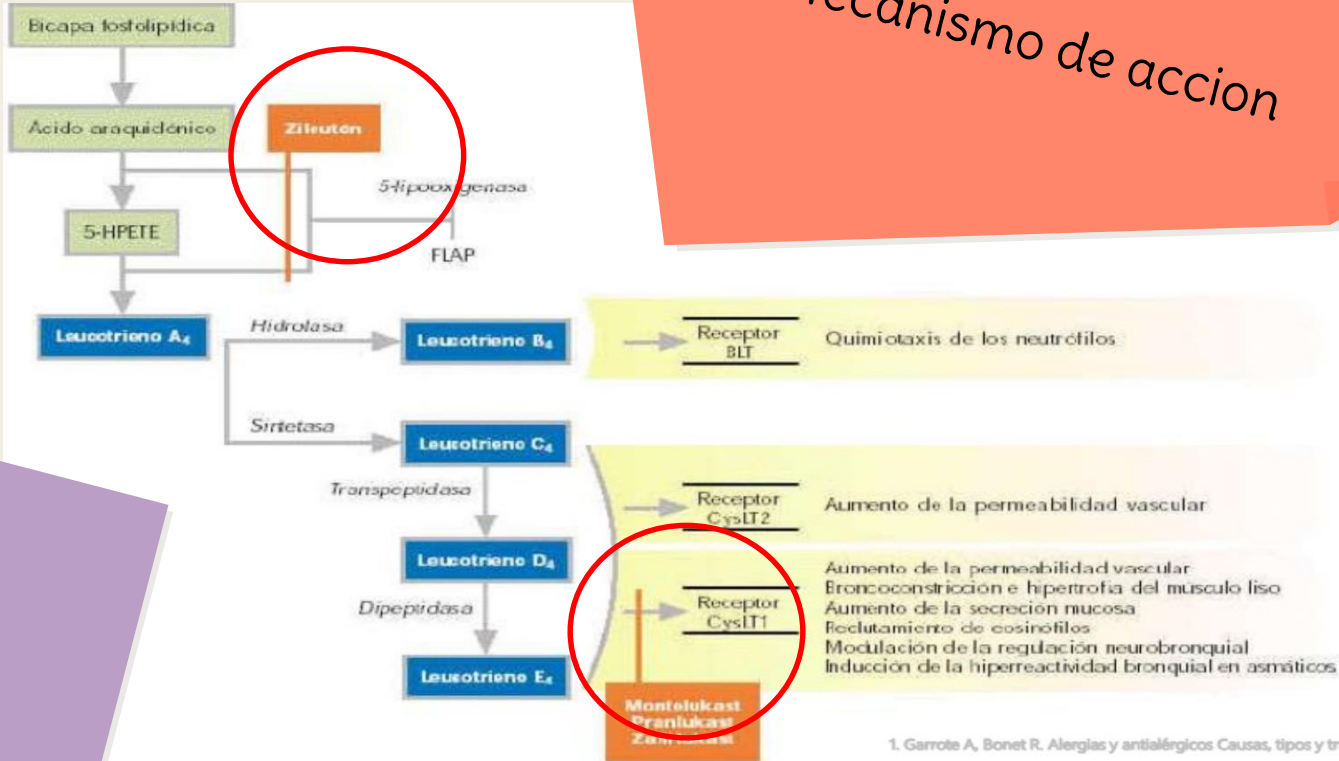 Mecanismo de accion
Bicapa fosfolipídica
Ácido araquidónico
Zileutón
5-lipooxigenasa
5-HPETE
FLAP
Leucotrieno A₄
Hidrolasa
Leucotrieno B₄
Receptor
BLT
Quimiotaxis de los neutrófilos
Sintetasa
Leucotrieno C₄
Transpeptidasa
Receptor
CysLT2
Aumento de la permeabilidad vascular
Leucotrieno D₄
Dipeptidasa
Receptor
CysLT1
Aumento de la permeabilidad vascular
Broncoconstricción e hipertrofia del músculo liso
Aumento de la secreción mucosa
Reclutamiento de eosinófilos
Modulación de la regulación neurobronquial
Inducción de la hiperreactividad bronquial en asmáticos
Leucotrieno E₄
Montelukast
Pranlukast
Zafirlukast
1. Garrote A, Bonet R. Alergias y antialérgicos Causas, tipos y